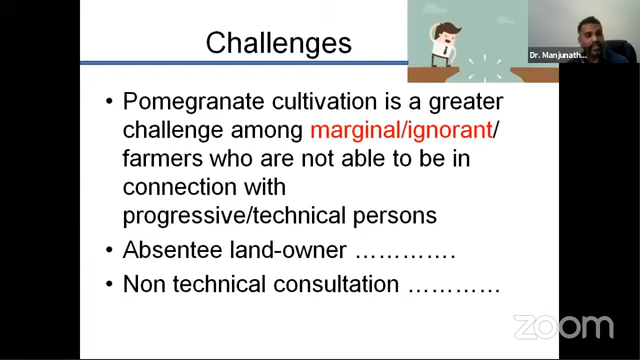 Challenges
Dr. Manjunath...
• Pomegranate cultivation is a greater
challenge among marginal/ignorant/
farmers who are not able to be in
connection with
progressive/technical persons
• Absentee land-owner ………….
• Non technical consultation …………
zoom